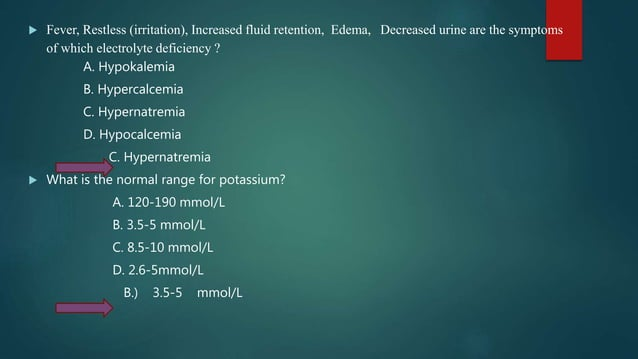 Fever, Restless (irritation), Increased fluid retention, Edema, Decreased urine are the symptoms
of which electrolyte deficiency ?
A. Hypokalemia
B. Hypercalcemia
C. Hypernatremia
D. Hypocalcemia
C. Hypernatremia
What is the normal range for potassium?
A. 120-190 mmol/L
B. 3.5-5 mmol/L
C. 8.5-10 mmol/L
D. 2.6-5mmol/L
B.) 3.5-5 mmol/L